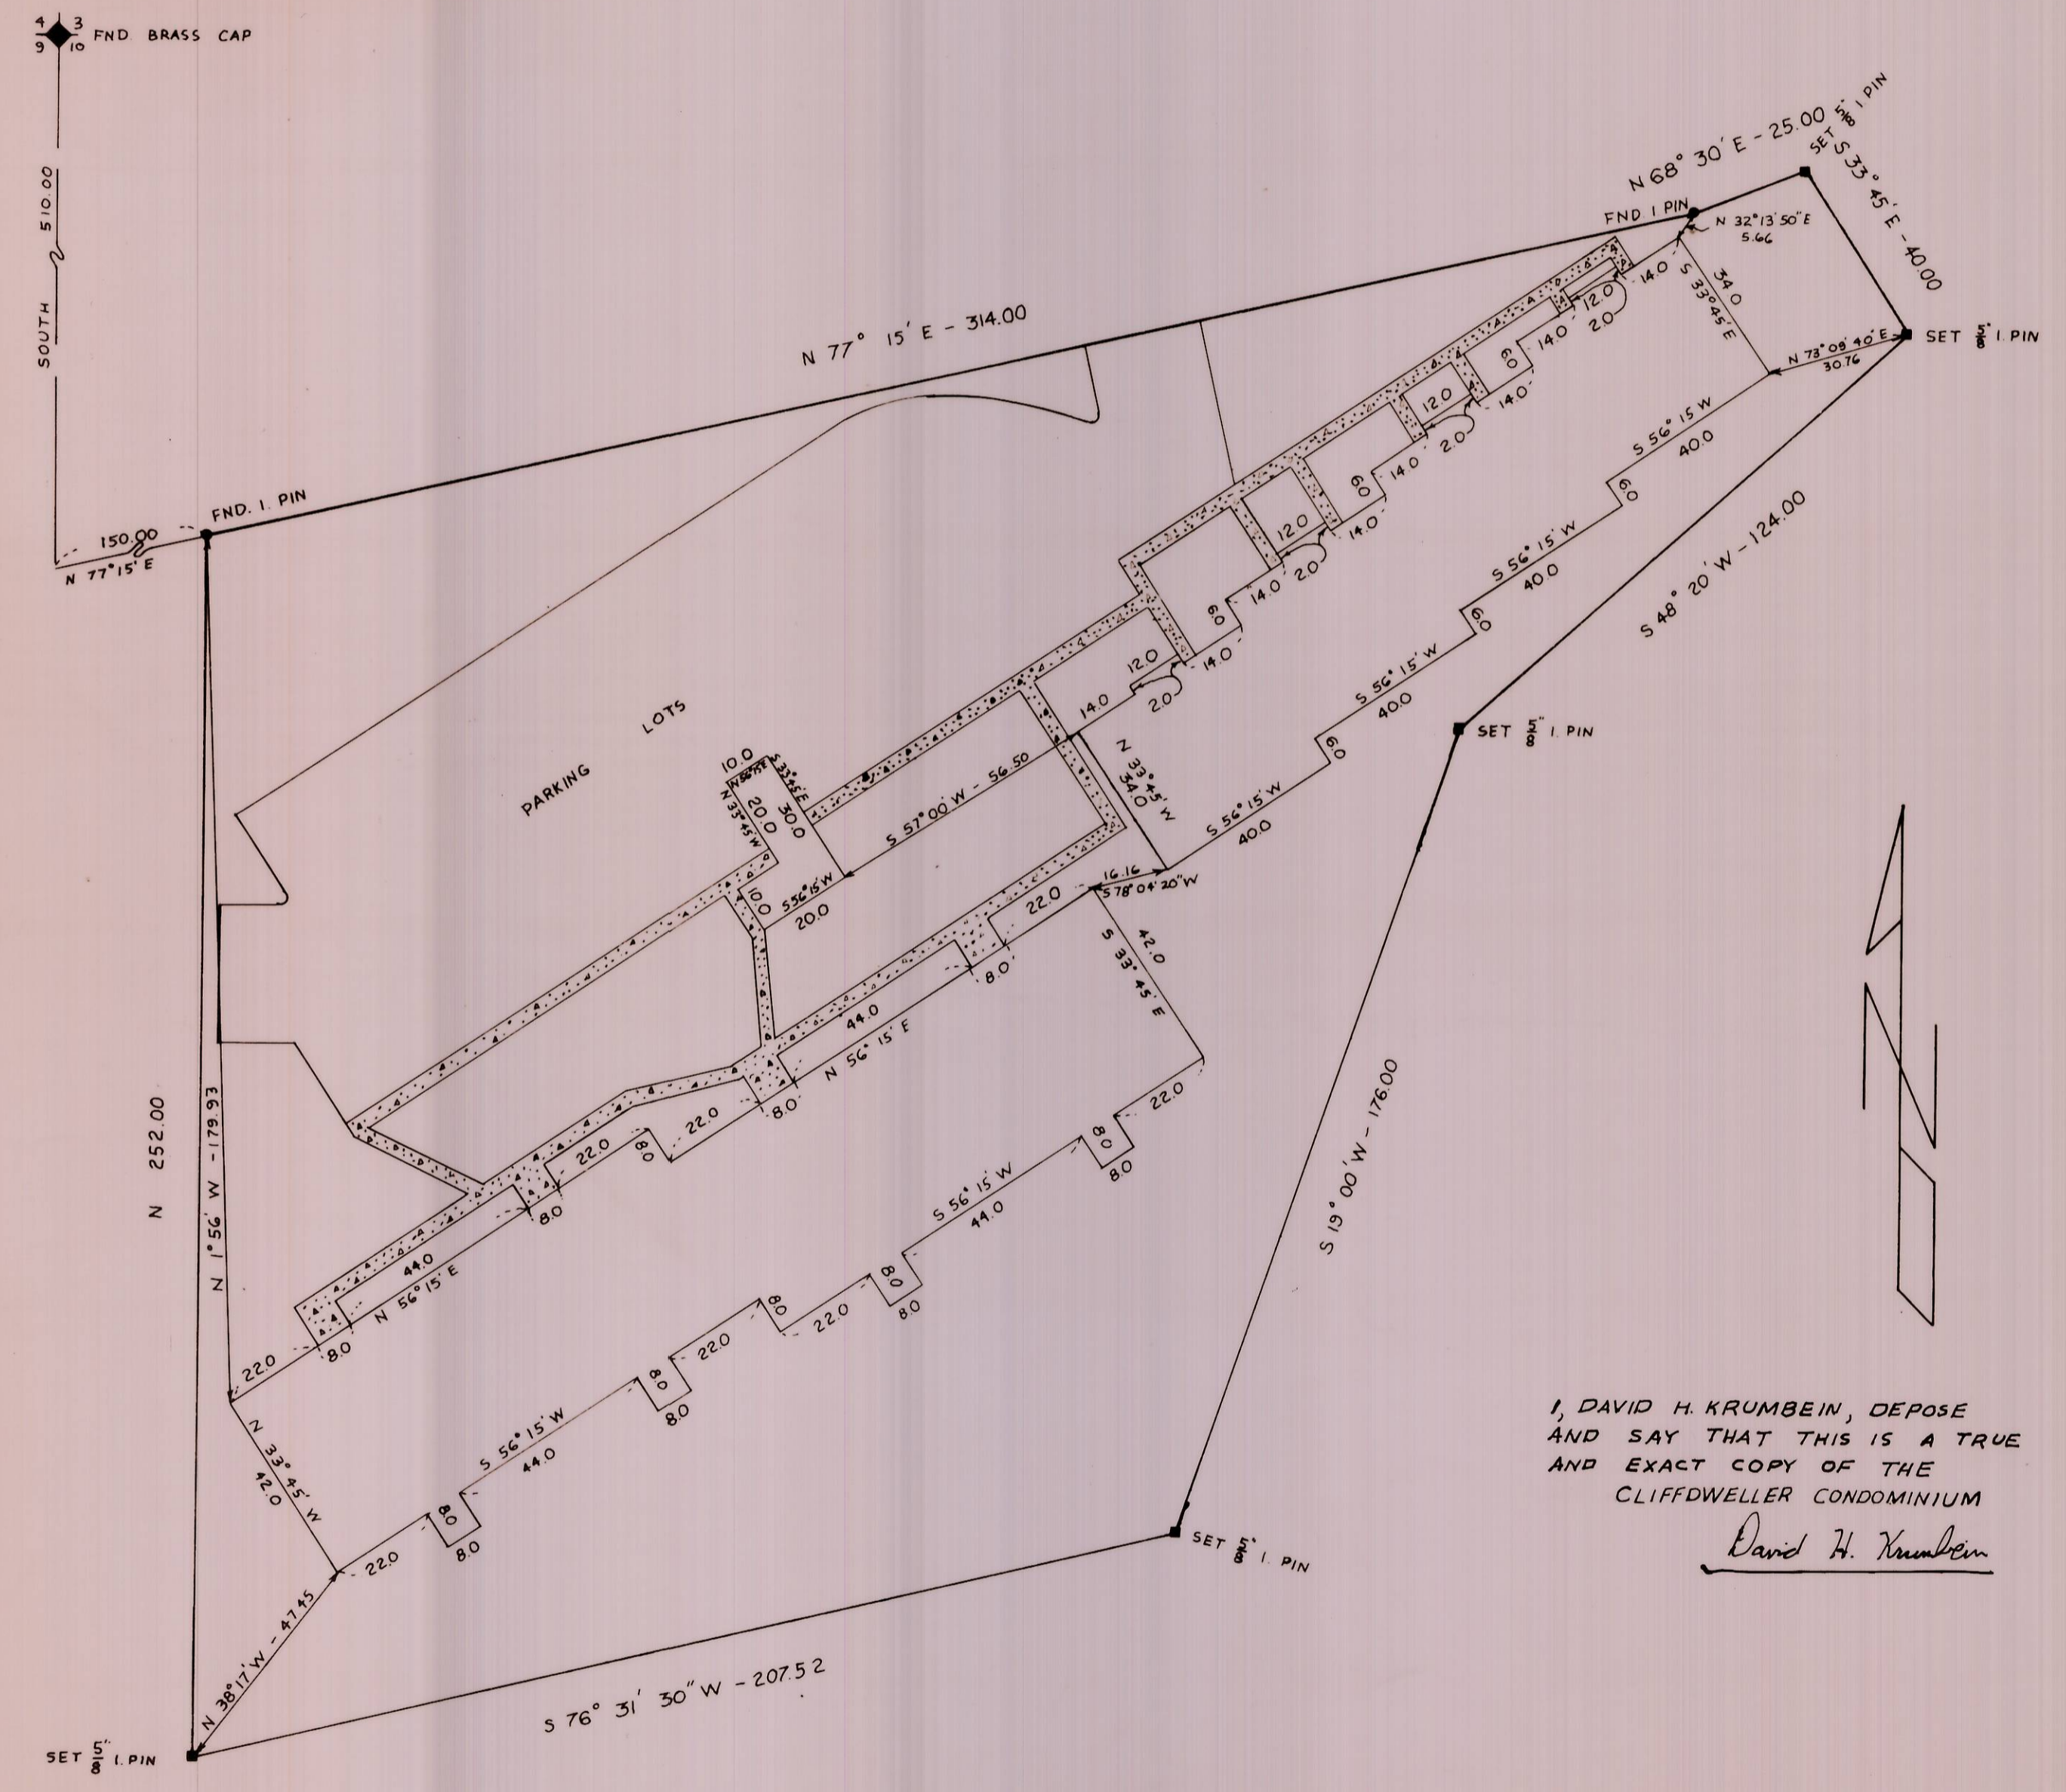 4 3
9 10
FND. BRASS CAP
SOUTH 510.00
150.00
N 77°15' E
FND. I. PIN
N 77° 15' E - 314.00
N 68° 30' E - 25.00
SET 5/8" I. PIN
FND. I PIN
N 32°13'50"E
5.66
S 33° 45' E - 40.00
34.0
S 33°45'E
N 73°09'40"E
30.76
SET 5/8" I. PIN
14.0
12.0
2.0
14.0
6.0
14.0
12.0
2.0
14.0
6.0
14.0
12.0
2.0
14.0
6.0
14.0
12.0
2.0
14.0
S 56° 15' W
40.0
6.0
S 56° 15' W
40.0
6.0
S 56° 15' W
40.0
6.0
S 56° 15' W
40.0
S 48° 20' W - 124.00
SET 5/8" I. PIN
PARKING LOTS
10.0
N 56°15'E
S 33°45'E
30.0
20.0
N 33°45'W
10.0
S 56°15'W
20.0
S 57°00'W - 56.50
N 33°45' W
34.0
16.16
S 78°04'20"W
22.0
8.0
44.0
N 56° 15' E
8.0
22.0
8.0
22.0
8.0
44.0
N 56°15'E
8.0
22.0
42.0
S 33° 45' E
22.0
8.0
8.0
S 56° 15' W
44.0
8.0
8.0
22.0
8.0
22.0
8.0
8.0
S 56° 15' W
44.0
8.0
8.0
22.0
N 33° 45' W
42.0
N 252.00
N 1°56' W - 179.93
N 38°17'W - 47.45
SET 5/8" I. PIN
S 76° 31' 30" W - 207.52
SET 5/8" I. PIN
S 19° 00' W - 176.00
N
I, DAVID H. KRUMBEIN, DEPOSE
AND SAY THAT THIS IS A TRUE
AND EXACT COPY OF THE
CLIFFDWELLER CONDOMINIUM
David H. Krumbein